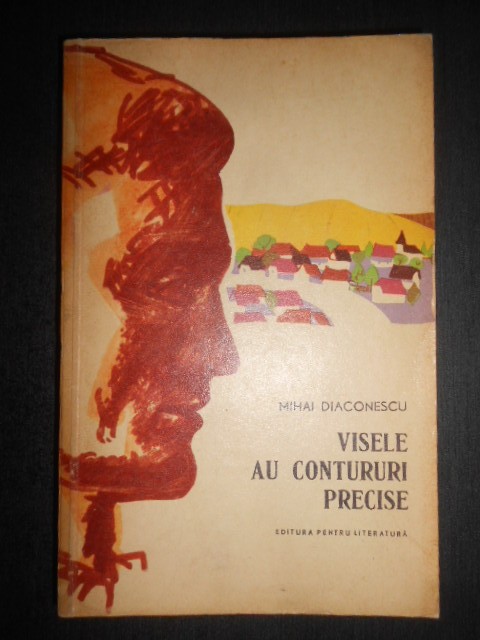 MIHAI DIACONESCU
VISELE
AU CONTURURI
PRECISE
EDITURA PENTRU LITERATURĂ